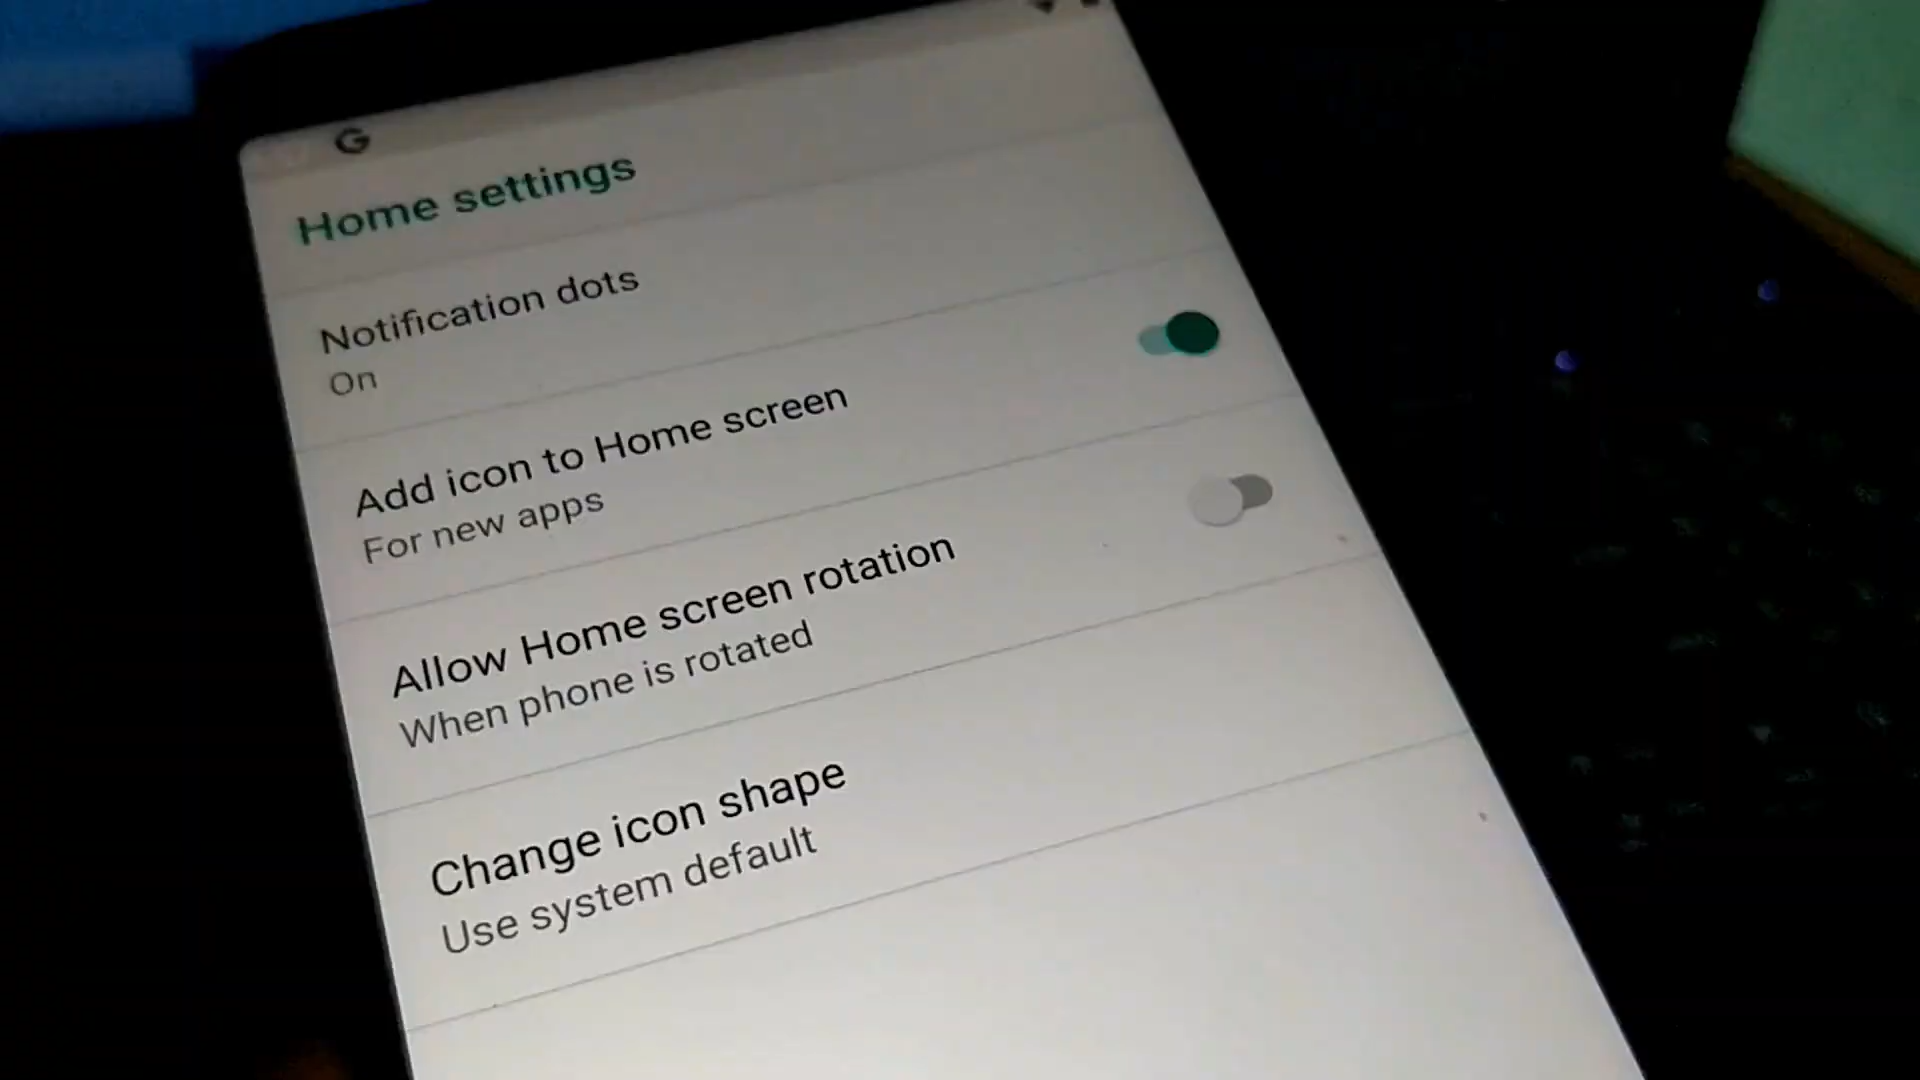 G
Home settings
Notification dots
On
Add icon to Home screen
For new apps
Allow Home screen rotation
When phone is rotated
Change icon shape
Use system default